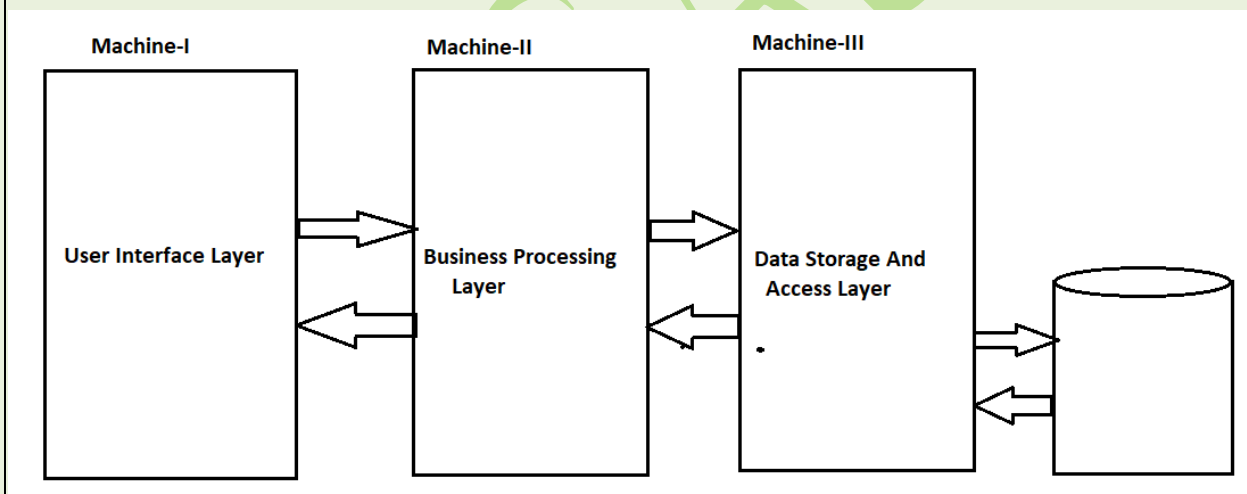 Machine-I
Machine-II
Machine-III
User Interface Layer
Business Processing
Layer
Data Storage And
Access Layer